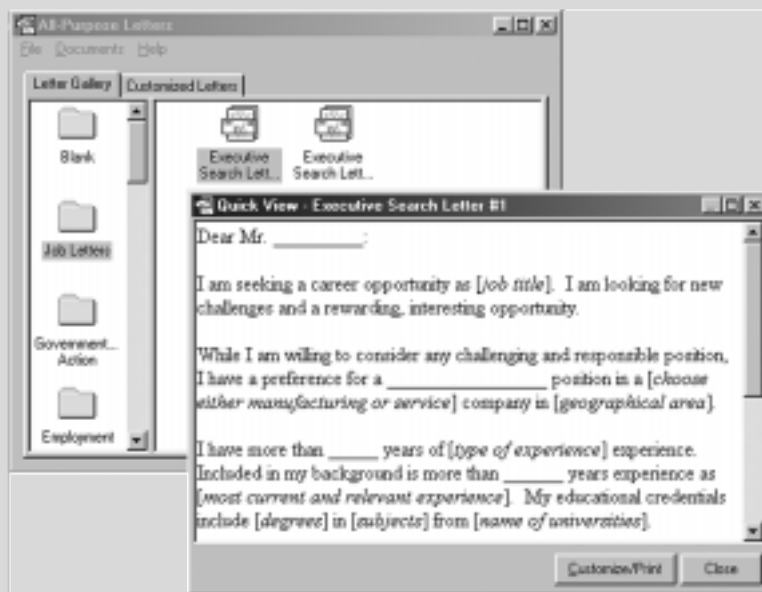 All-Purpose Letters
File Documents Help
Letter Gallery Customized Letters
Blank
Job Letters
Government...
Action
Employment
Executive
Search Lett...
Executive
Search Lett...
Quick View - Executive Search Letter #1
Dear Mr. _________:
I am seeking a career opportunity as [job title]. I am looking for new
challenges and a rewarding, interesting opportunity.
While I am willing to consider any challenging and responsible position,
I have a preference for a ________________ position in a [choose
either manufacturing or service] company in [geographical area].
I have more than _____ years of [type of experience] experience.
Included in my background is more than ______ years experience as
[most current and relevant experience]. My educational credentials
include [degrees] in [subjects] from [name of universities].
Customize/Print Close